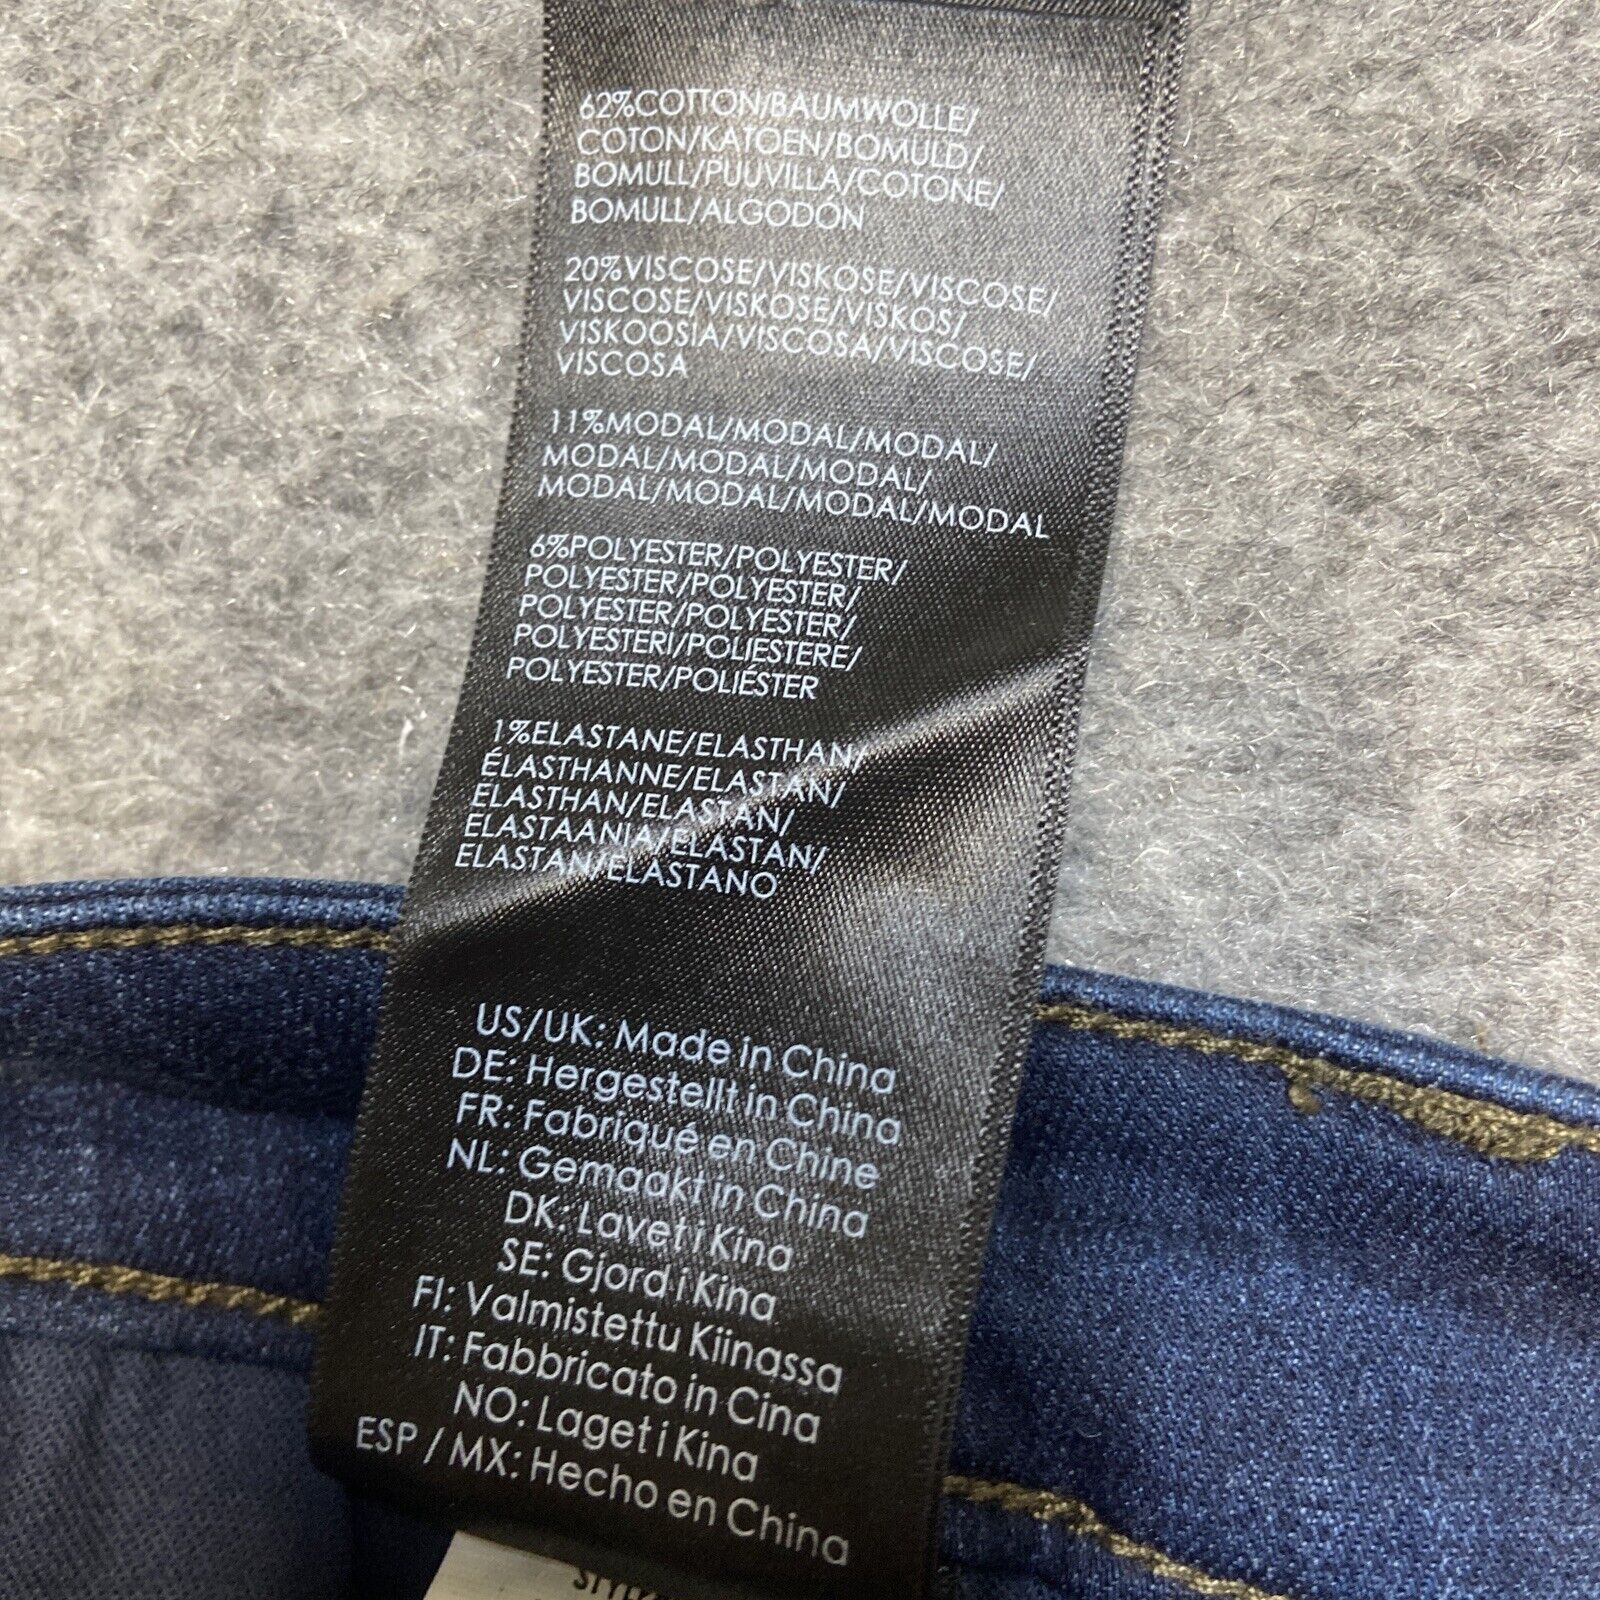 62%COTTON/BAUMWOLLE/
COTON/KATOEN/BOMULD/
BOMULL/PUUVILLA/COTONE/
BOMULL/ALGODÓN
20%VISCOSE/VISKOSE/VISCOSE/
VISCOSE/VISKOSE/VISKOS/
VISKOOSIA/VISCOSA/VISCOSE/
VISCOSA
11%MODAL/MODAL/MODAL/
MODAL/MODAL/MODAL/
MODAL/MODAL/MODAL/MODAL
6%POLYESTER/POLYESTER/
POLYESTER/POLYESTER/
POLYESTER/POLYESTER/
POLYESTERI/POLIESTERE/
POLYESTER/POLIÉSTER
1%ELASTANE/ELASTHAN/
ÉLASTHANNE/ELASTAN/
ELASTHAN/ELASTAN/
ELASTAANIA/ELASTAN/
ELASTAN/ELASTANO
US/UK: Made in China
DE: Hergestellt in China
FR: Fabriqué en Chine
NL: Gemaakt in China
DK: Lavet i Kina
SE: Gjord i Kina
FI: Valmistettu Kiinassa
IT: Fabbricato in Cina
NO: Laget i Kina
ESP / MX: Hecho en China